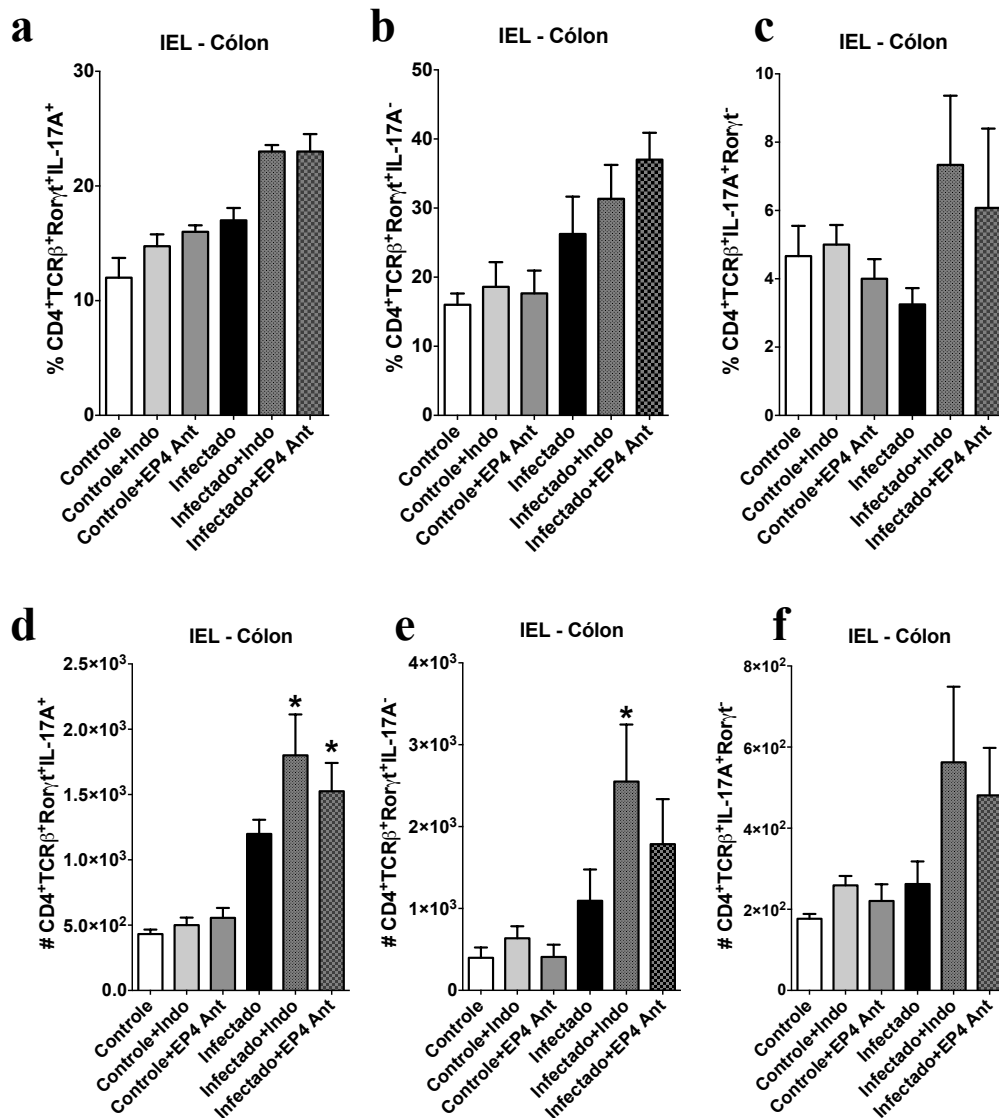 a
IEL - Cólon
% CD4⁺TCRβ⁺Rorγt⁺IL-17A⁺
30
20
10
0
Controle
Controle+Indo
Controle+EP4 Ant
Infectado
Infectado+Indo
Infectado+EP4 Ant
b
IEL - Cólon
% CD4⁺TCRβ⁺Rorγt⁺IL-17A⁻
50
40
30
20
10
0
Controle
Controle+Indo
Controle+EP4 Ant
Infectado
Infectado+Indo
Infectado+EP4 Ant
c
IEL - Cólon
% CD4⁺TCRβ⁺IL-17A⁺Rorγt⁻
10
8
6
4
2
0
Controle
Controle+Indo
Controle+EP4 Ant
Infectado
Infectado+Indo
Infectado+EP4 Ant
d
IEL - Cólon
# CD4⁺TCRβ⁺Rorγt⁺IL-17A⁺
2.5×10³
2.0×10³
1.5×10³
1.0×10³
5.0×10²
0.0
* *
Controle
Controle+Indo
Controle+EP4 Ant
Infectado
Infectado+Indo
Infectado+EP4 Ant
e
IEL - Cólon
# CD4⁺TCRβ⁺Rorγt⁺IL-17A⁻
4×10³
3×10³
2×10³
1×10³
0
*
Controle
Controle+Indo
Controle+EP4 Ant
Infectado
Infectado+Indo
Infectado+EP4 Ant
f
IEL - Cólon
# CD4⁺TCRβ⁺IL-17A⁺Rorγt⁻
8×10²
6×10²
4×10²
2×10²
0
Controle
Controle+Indo
Controle+EP4 Ant
Infectado
Infectado+Indo
Infectado+EP4 Ant